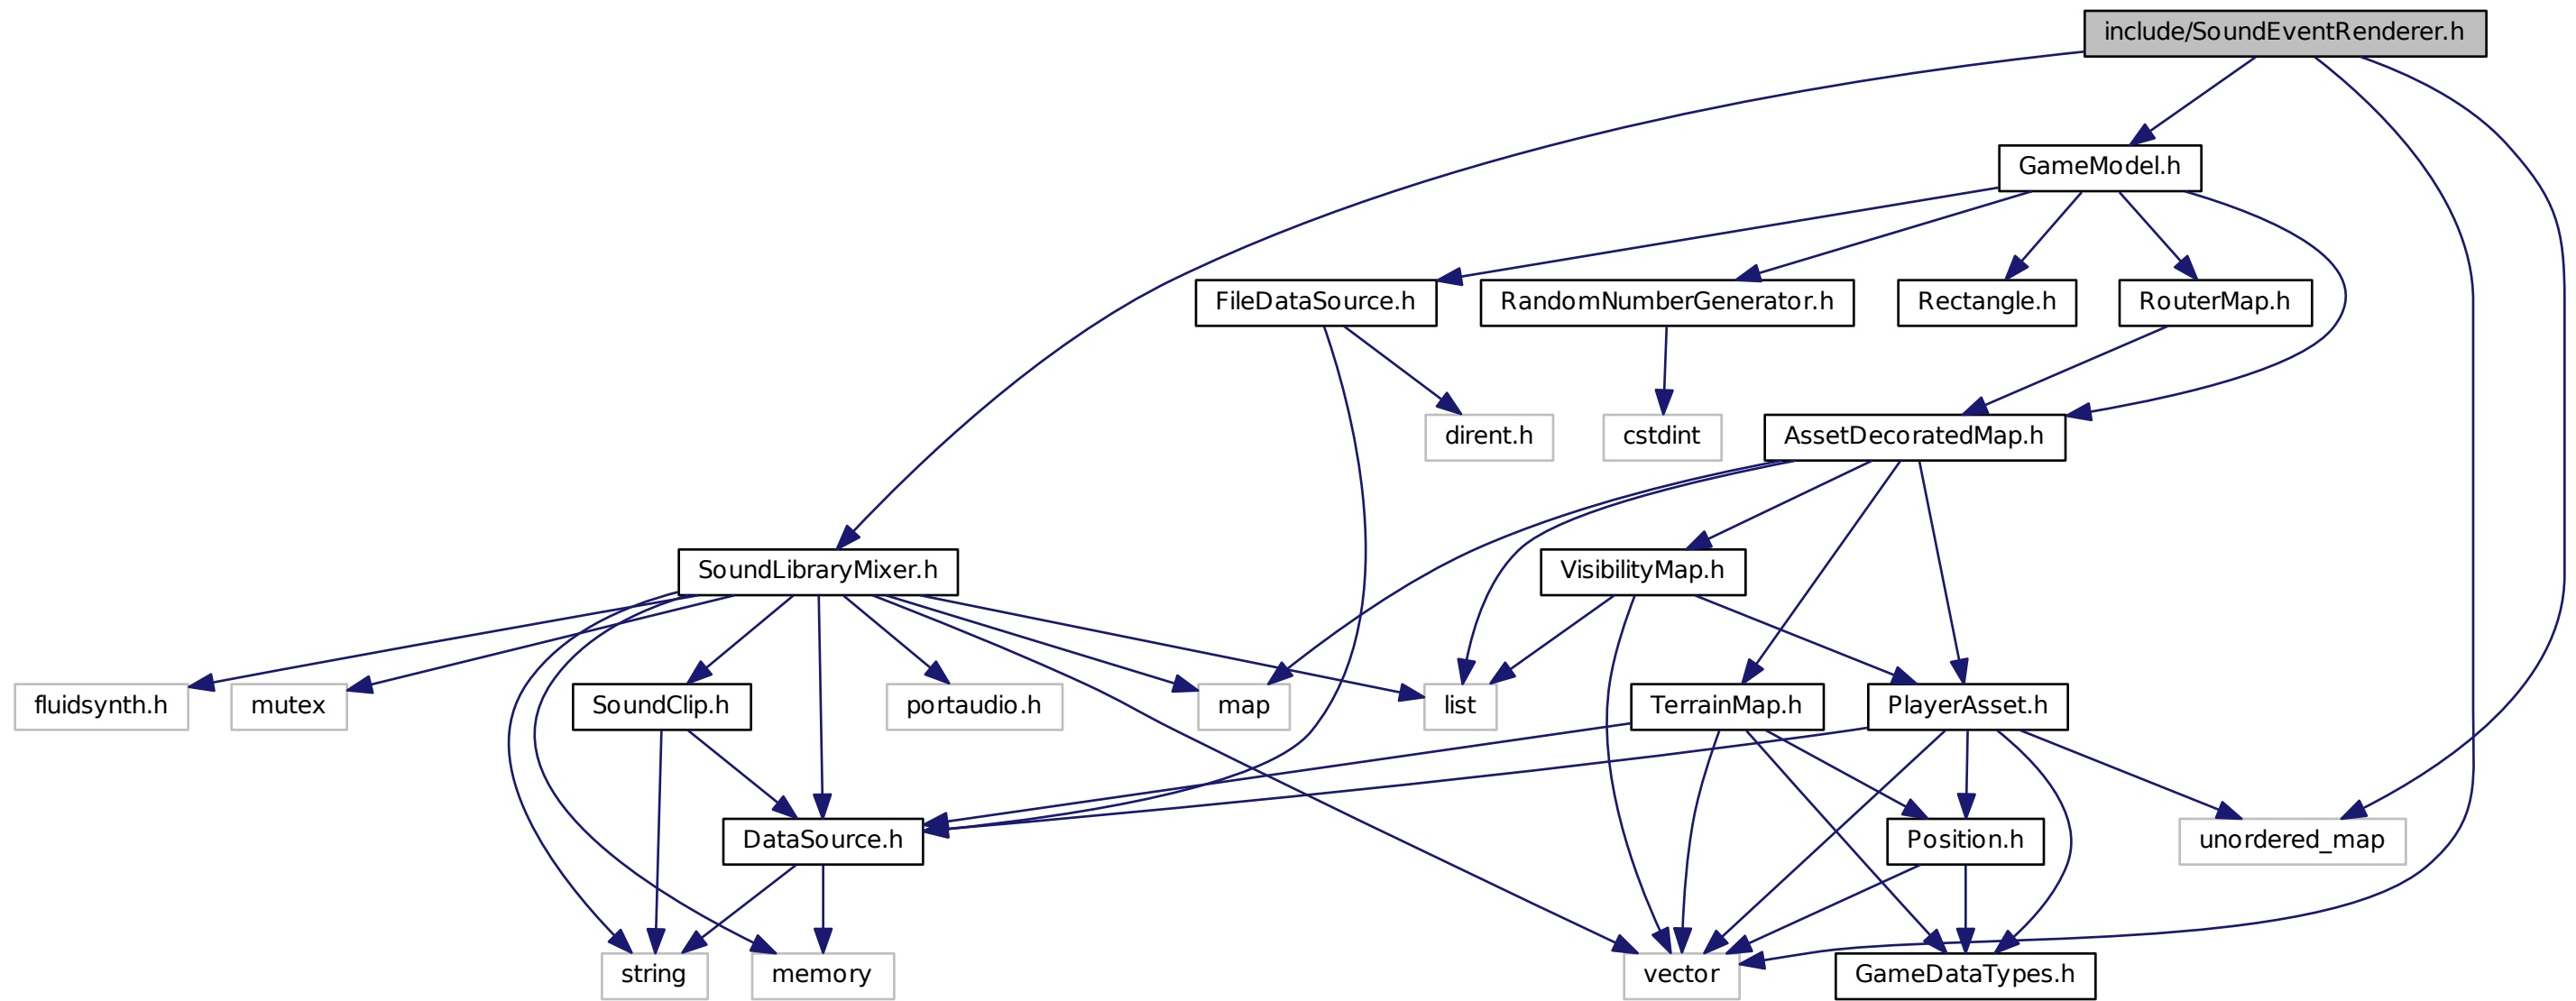 include/SoundEventRenderer.h
GameModel.h
FileDataSource.h
RandomNumberGenerator.h
Rectangle.h
RouterMap.h
dirent.h
cstdint
AssetDecoratedMap.h
SoundLibraryMixer.h
VisibilityMap.h
fluidsynth.h
mutex
SoundClip.h
portaudio.h
map
list
TerrainMap.h
PlayerAsset.h
DataSource.h
Position.h
unordered_map
string
memory
vector
GameDataTypes.h